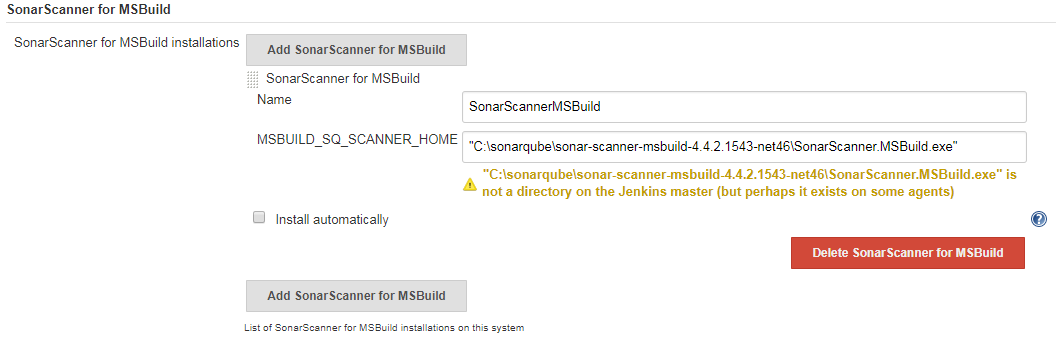 SonarScanner for MSBuild
SonarScanner for MSBuild installations
Add SonarScanner for MSBuild
SonarScanner for MSBuild
Name
SonarScannerMSBuild
MSBUILD_SQ_SCANNER_HOME
"C:\sonarqube\sonar-scanner-msbuild-4.4.2.1543-net46\SonarScanner.MSBuild.exe"
"C:\sonarqube\sonar-scanner-msbuild-4.4.2.1543-net46\SonarScanner.MSBuild.exe" is
not a directory on the Jenkins master (but perhaps it exists on some agents)
Install automatically
?
Delete SonarScanner for MSBuild
Add SonarScanner for MSBuild
List of SonarScanner for MSBuild installations on this system